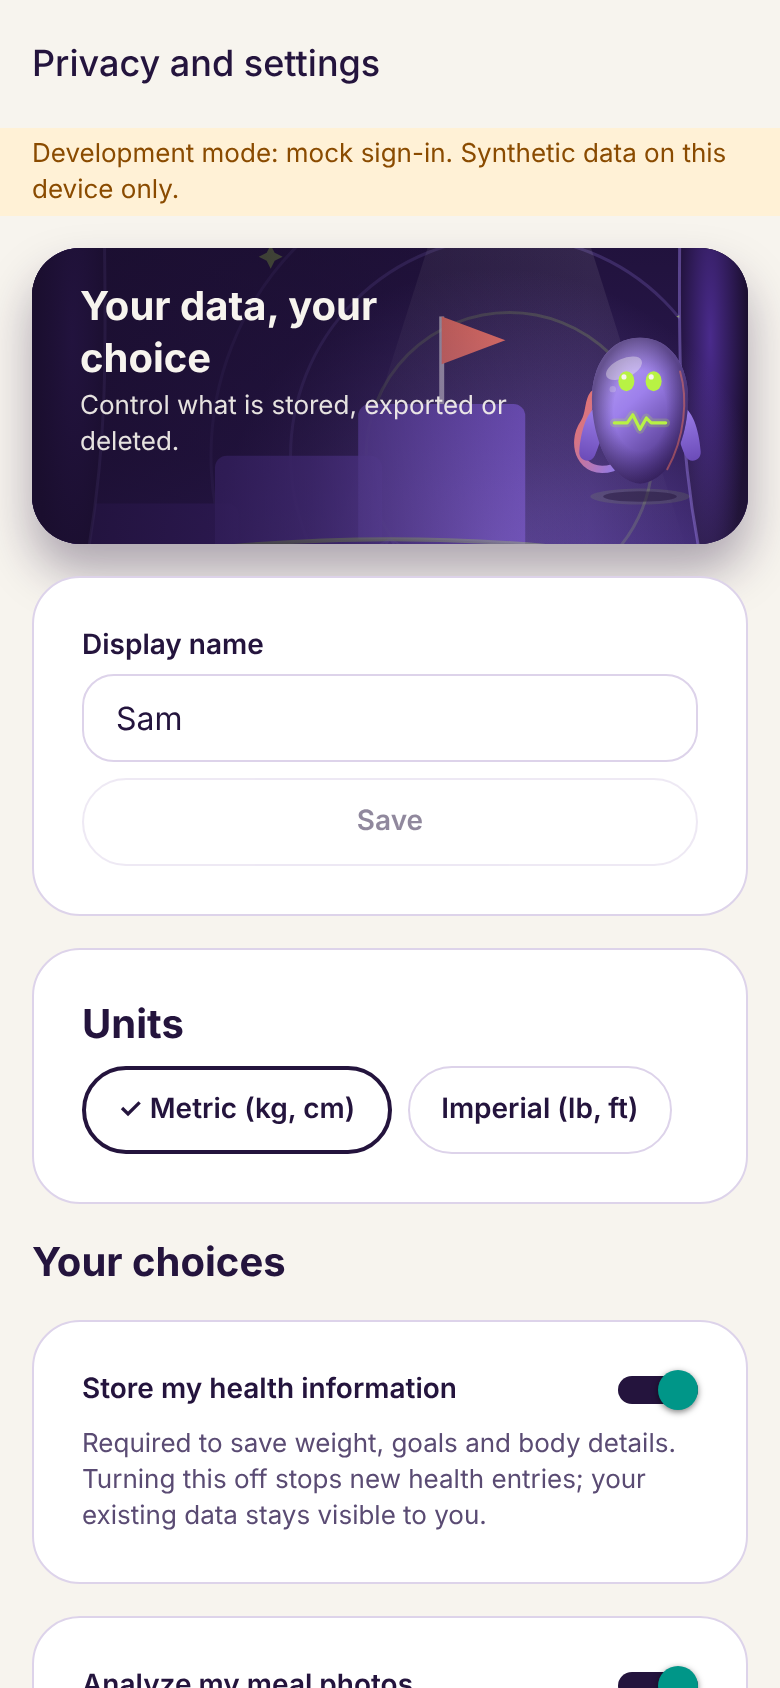 Privacy and settings
Development mode: mock sign-in. Synthetic data on this
device only.
Your data, your
choice
Control what is stored, exported or
deleted.
Display name
Sam
Save
Units
✓ Metric (kg, cm)
Imperial (lb, ft)
Your choices
Store my health information
Required to save weight, goals and body details.
Turning this off stops new health entries; your
existing data stays visible to you.
Analyze my meal photos